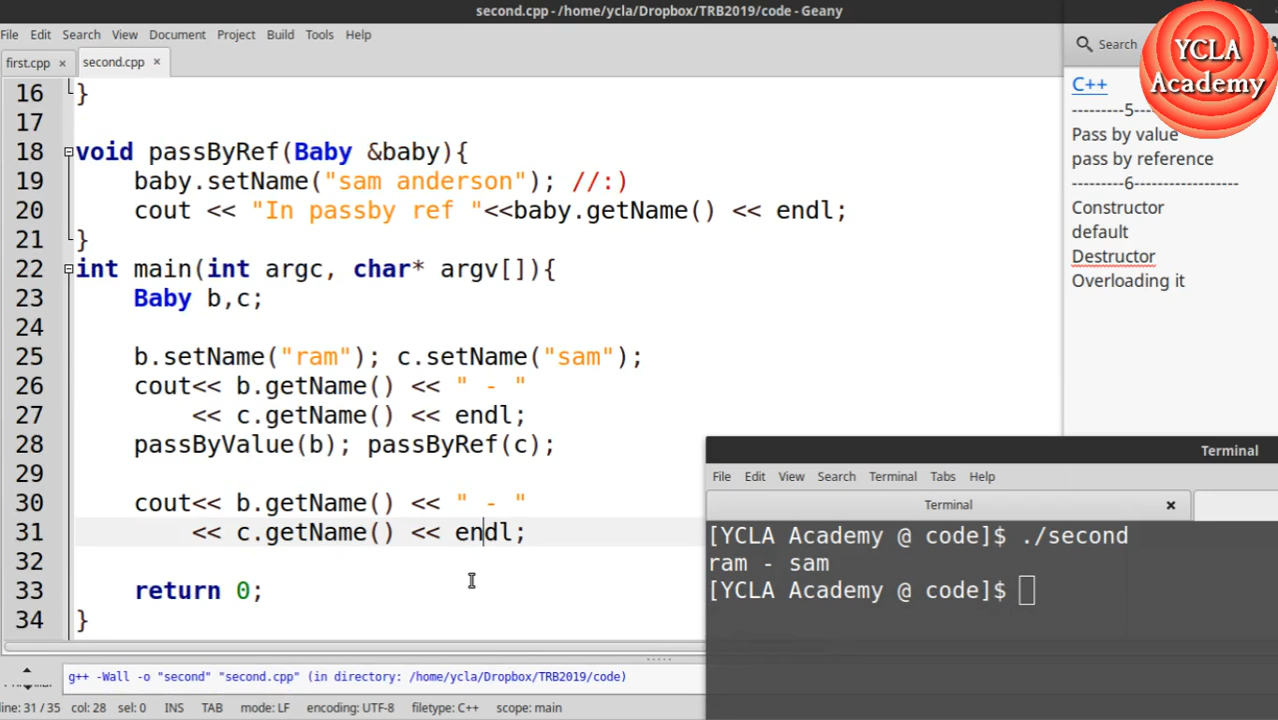 second.cpp - /home/ycla/Dropbox/TRB2019/code - Geany
File Edit Search View Document Project Build Tools Help
first.cpp × second.cpp ×
16 }
17
18 void passByRef(Baby &baby){
19 baby.setName("sam anderson"); //:)
20 cout << "In passby ref "<<baby.getName() << endl;
21 }
22 int main(int argc, char* argv[]){
23 Baby b,c;
24
25 b.setName("ram"); c.setName("sam");
26 cout<< b.getName() << " - "
27 << c.getName() << endl;
28 passByValue(b); passByRef(c);
29
30 cout<< b.getName() << " - "
31 << c.getName() << endl;
32
33 return 0;
34 }
g++ -Wall -o "second" "second.cpp" (in directory: /home/ycla/Dropbox/TRB2019/code)
line: 31 / 35 col: 28 sel: 0 INS TAB mode: LF encoding: UTF-8 filetype: C++ scope: main
Search
YCLA
Academy
C++
---------5---
Pass by value
pass by reference
---------6------------------
Constructor
default
Destructor
Overloading it
Terminal
File Edit View Search Terminal Tabs Help
Terminal ×
[YCLA Academy @ code]$ ./second
ram - sam
[YCLA Academy @ code]$